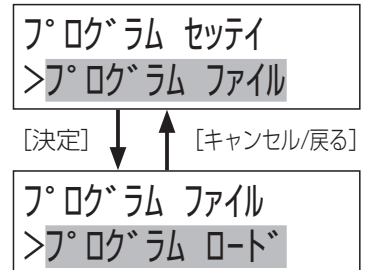 プログラム セッテイ
>プログラム ファイル
[決定] [キャンセル/戻る]
プログラム ファイル
>プログラム ロード